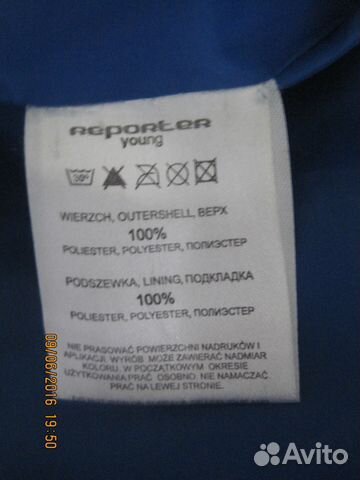 Reporter
young
30°
WIERZCH, OUTERSHELL, ВЕРХ
100%
POLIESTER, POLYESTER, ПОЛИЭСТЕР
PODSZEWKA, LINING, ПОДКЛАДКА
100%
POLIESTER, POLYESTER, ПОЛИЭСТЕР
NIE PRASOWAĆ POWIERZCHNI NADRUKÓW I
APLIKACJI. WYRÓB. MOŻE ZAWIERAĆ NADMIAR
KOLORU. W POCZĄTKOWYM. OKRESIE
UŻYTKOWANIA PRAĆ OSOBNO. NIE NAMACZAĆ
PRAĆ NA LEWEJ STRONIE.
09/06/2016 19:50
Avito